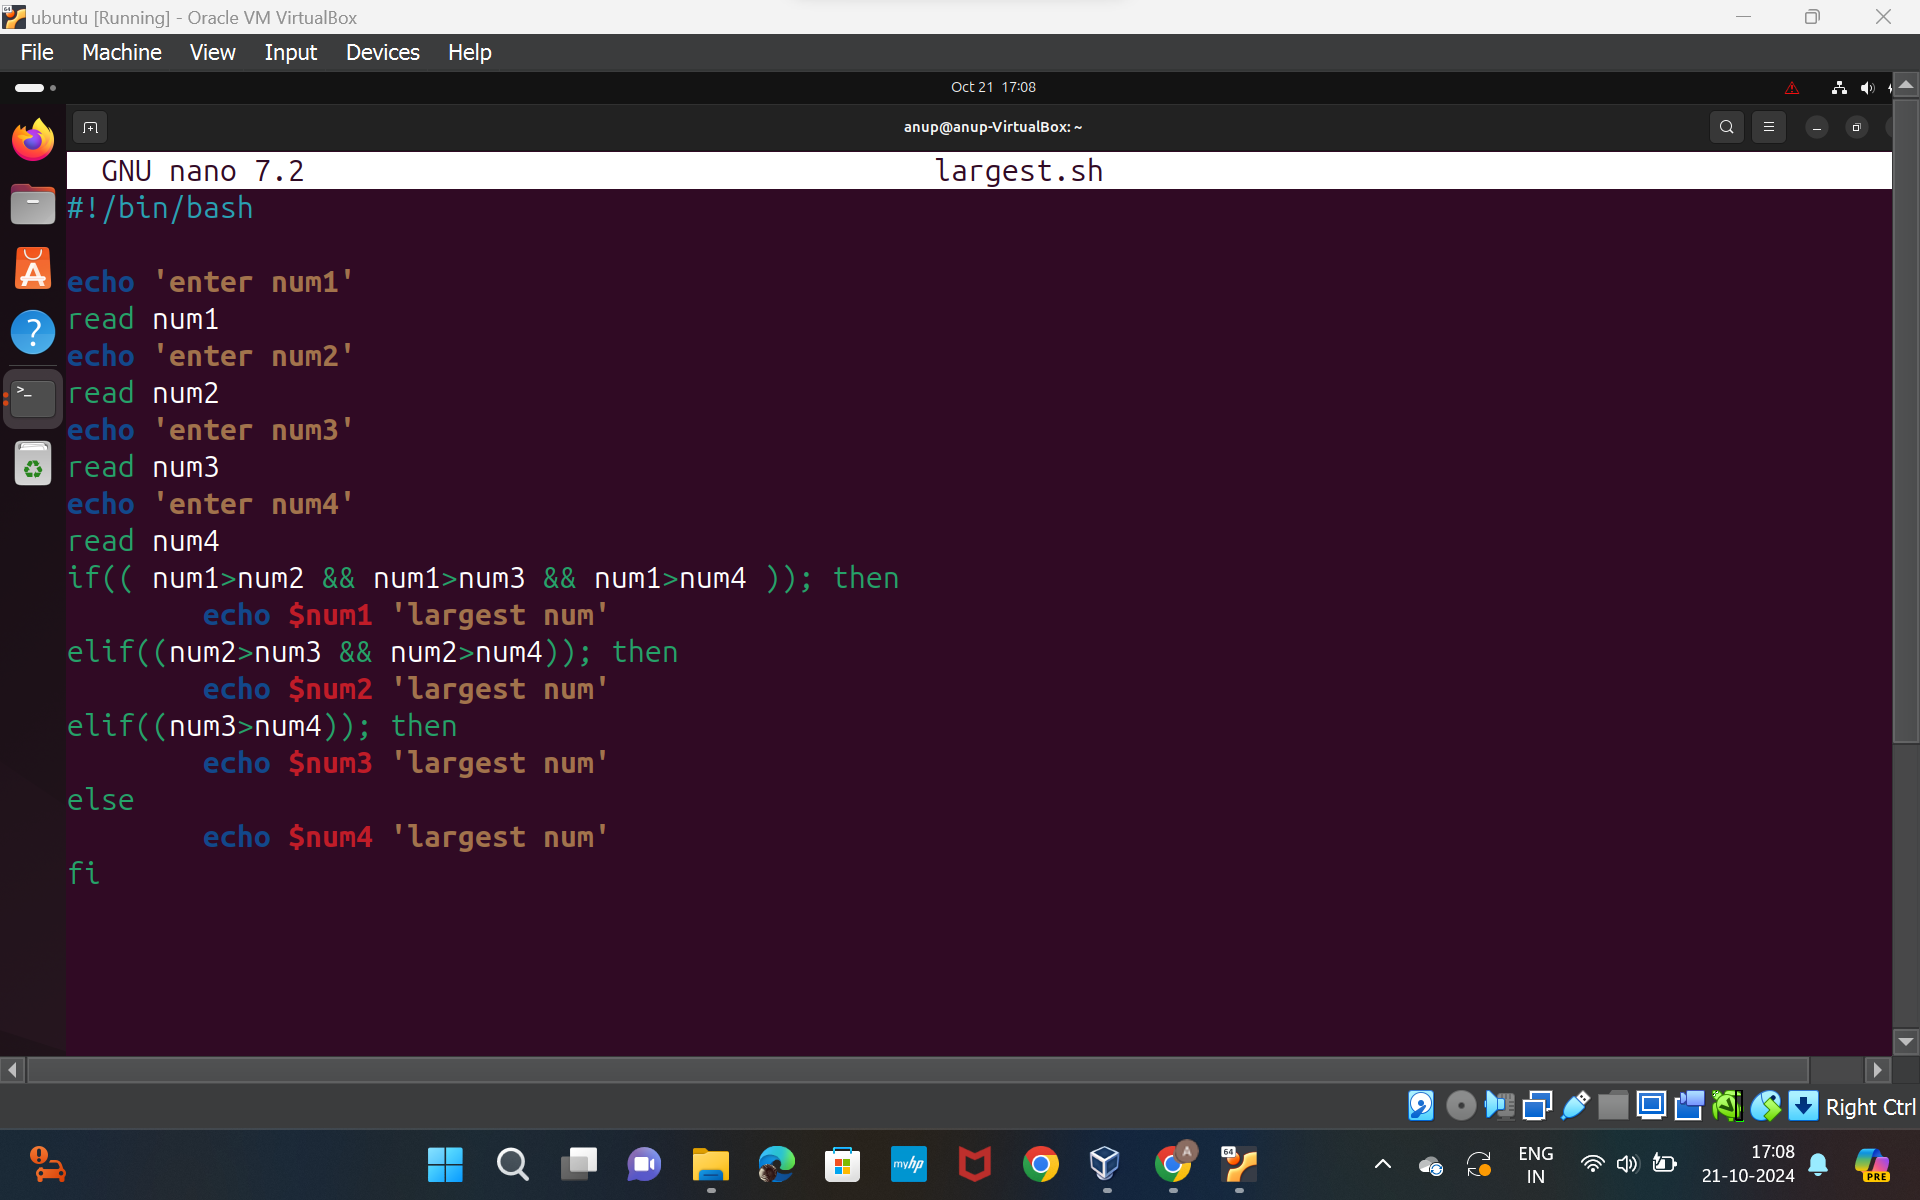 ubuntu [Running] - Oracle VM VirtualBox
File Machine View Input Devices Help
Oct 21 17:08
anup@anup-VirtualBox: ~
GNU nano 7.2 largest.sh
#!/bin/bash
echo 'enter num1'
read num1
echo 'enter num2'
read num2
echo 'enter num3'
read num3
echo 'enter num4'
read num4
if(( num1>num2 && num1>num3 && num1>num4 )); then
echo $num1 'largest num'
elif((num2>num3 && num2>num4)); then
echo $num2 'largest num'
elif((num3>num4)); then
echo $num3 'largest num'
else
echo $num4 'largest num'
fi
Right Ctrl
myhp
A
64
ENG
IN
17:08
21-10-2024
PRE